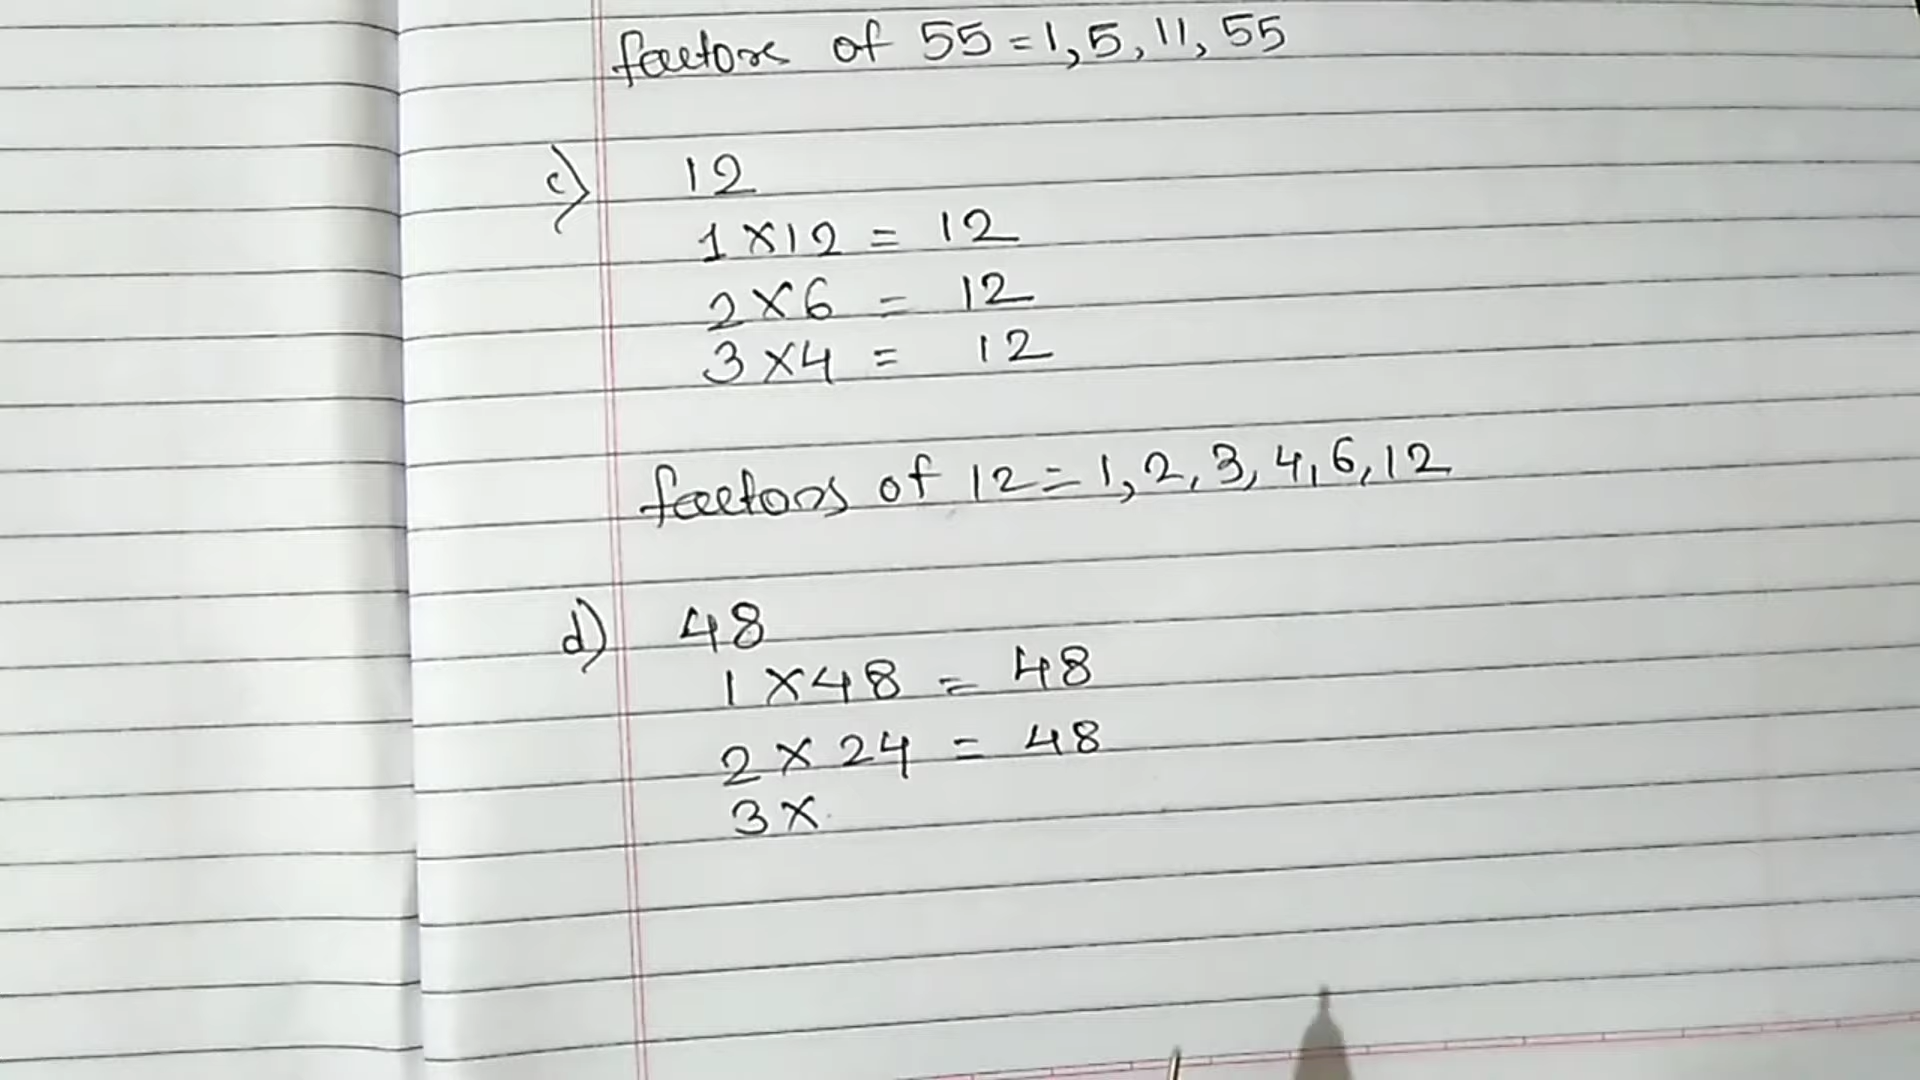 factors of 55 = 1, 5, 11, 55
c) 12
1 × 12 = 12
2 × 6 = 12
3 × 4 = 12
factors of 12 = 1, 2, 3, 4, 6, 12
d) 48
1 × 48 = 48
2 × 24 = 48
3 ×